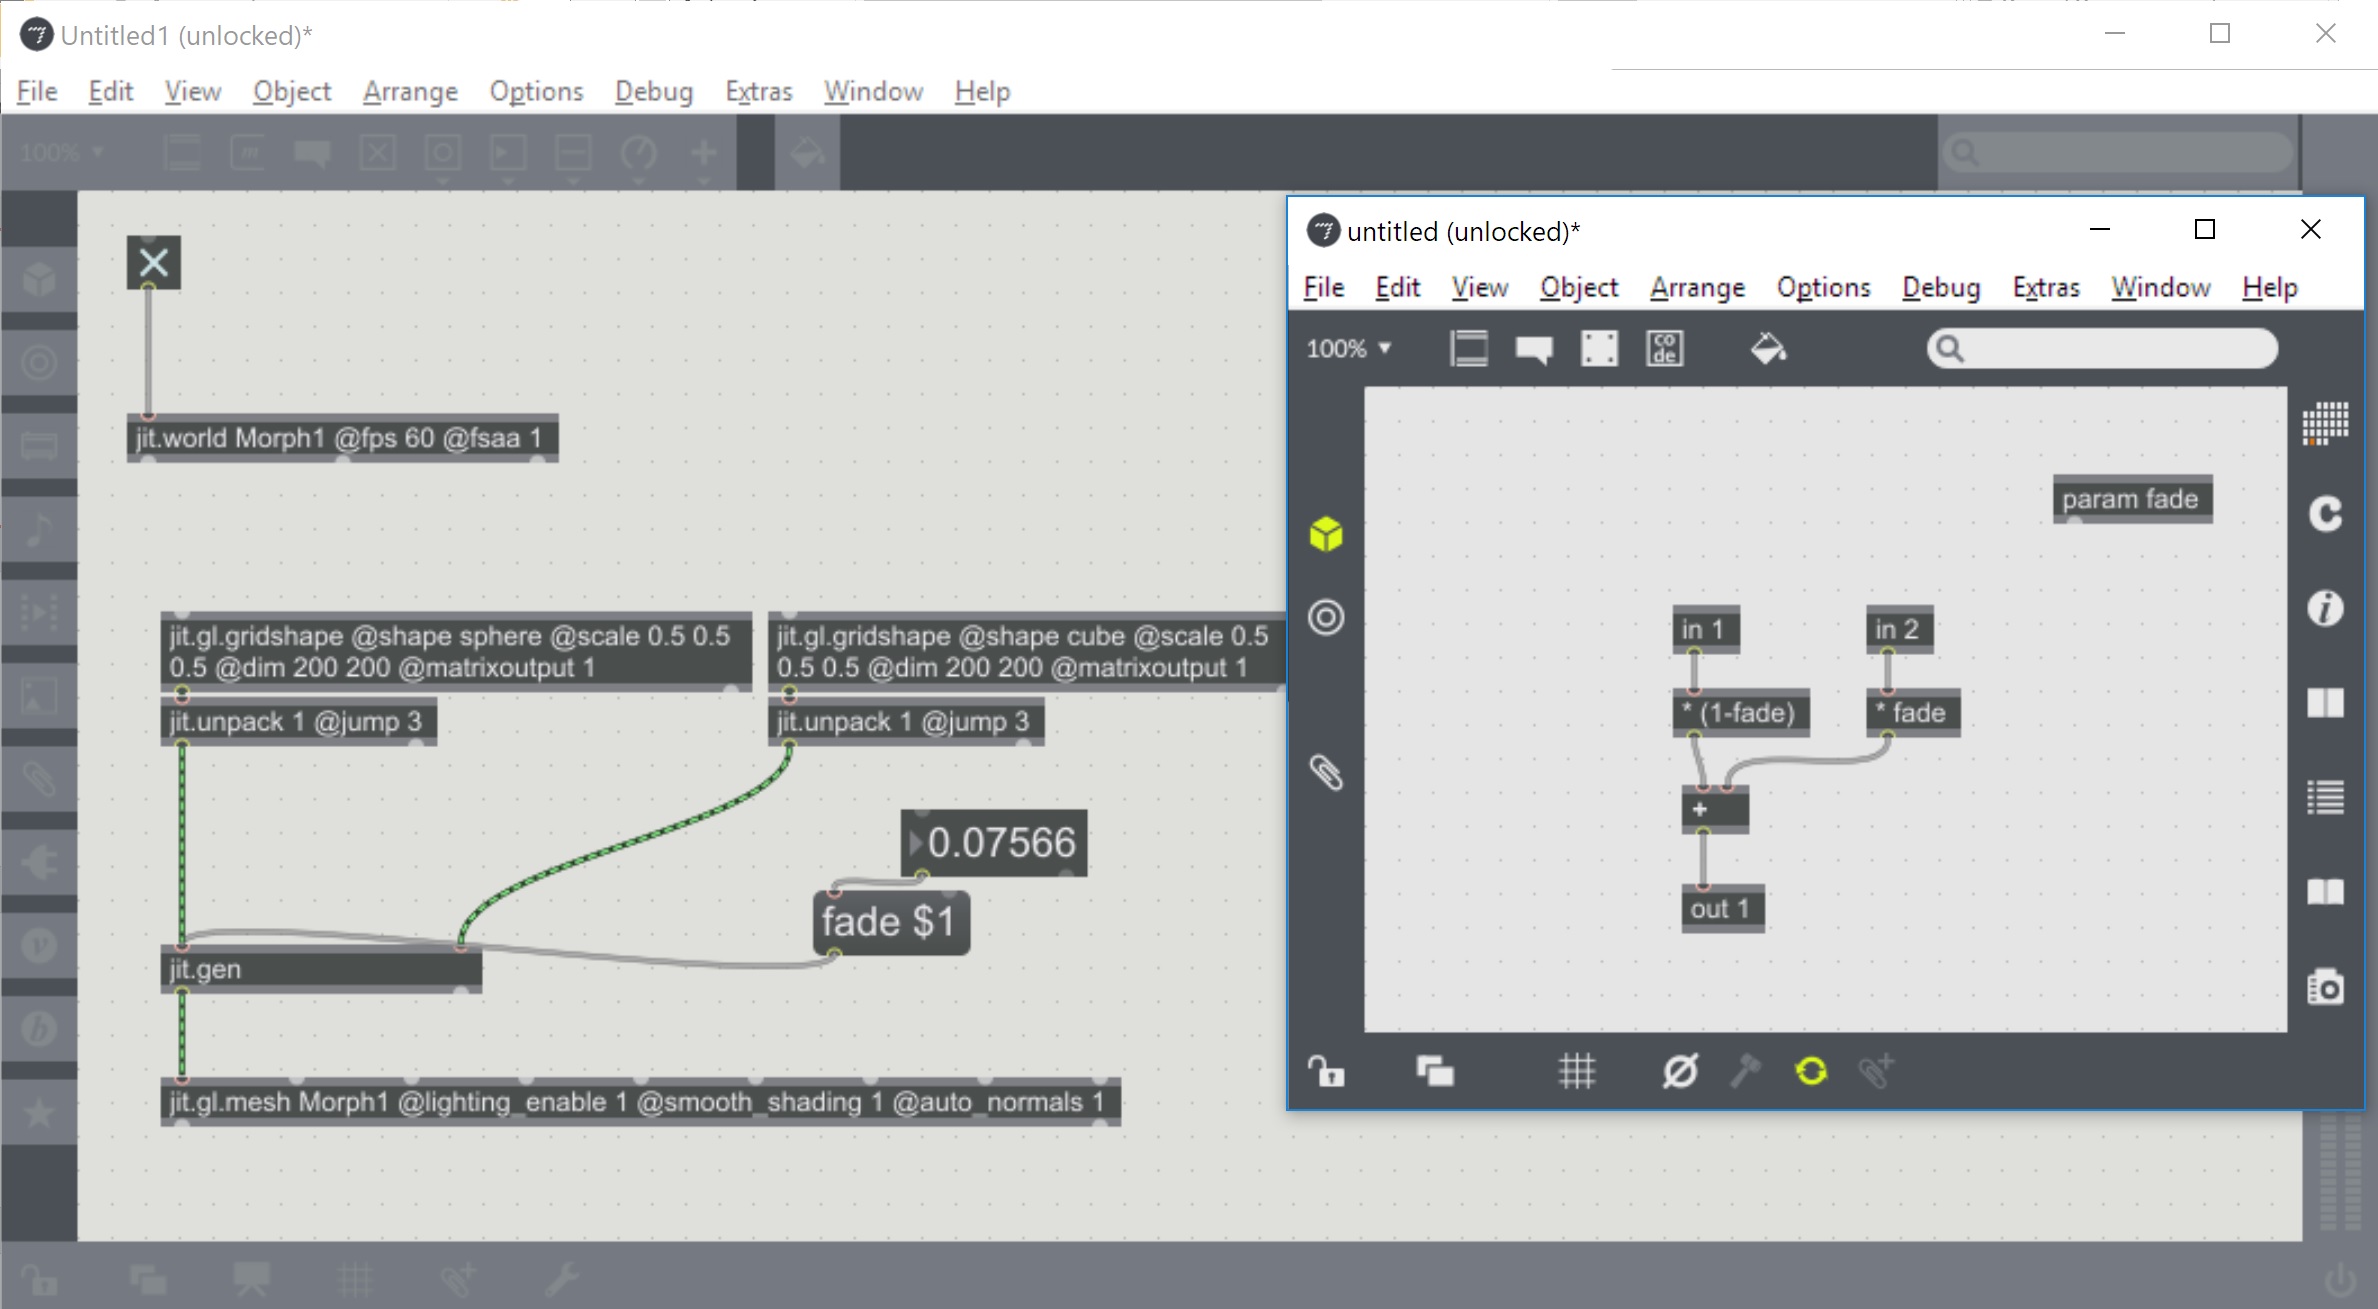 Untitled1 (unlocked)*
File Edit View Object Arrange Options Debug Extras Window Help
100%
jit.world Morph1 @fps 60 @fsaa 1
jit.gl.gridshape @shape sphere @scale 0.5 0.5
0.5 @dim 200 200 @matrixoutput 1
jit.gl.gridshape @shape cube @scale 0.5
0.5 0.5 @dim 200 200 @matrixoutput 1
jit.unpack 1 @jump 3
jit.unpack 1 @jump 3
0.07566
fade $1
jit.gen
jit.gl.mesh Morph1 @lighting_enable 1 @smooth_shading 1 @auto_normals 1
untitled (unlocked)*
File Edit View Object Arrange Options Debug Extras Window Help
100%
co
de
param fade
in 1
in 2
* (1-fade)
* fade
+
out 1